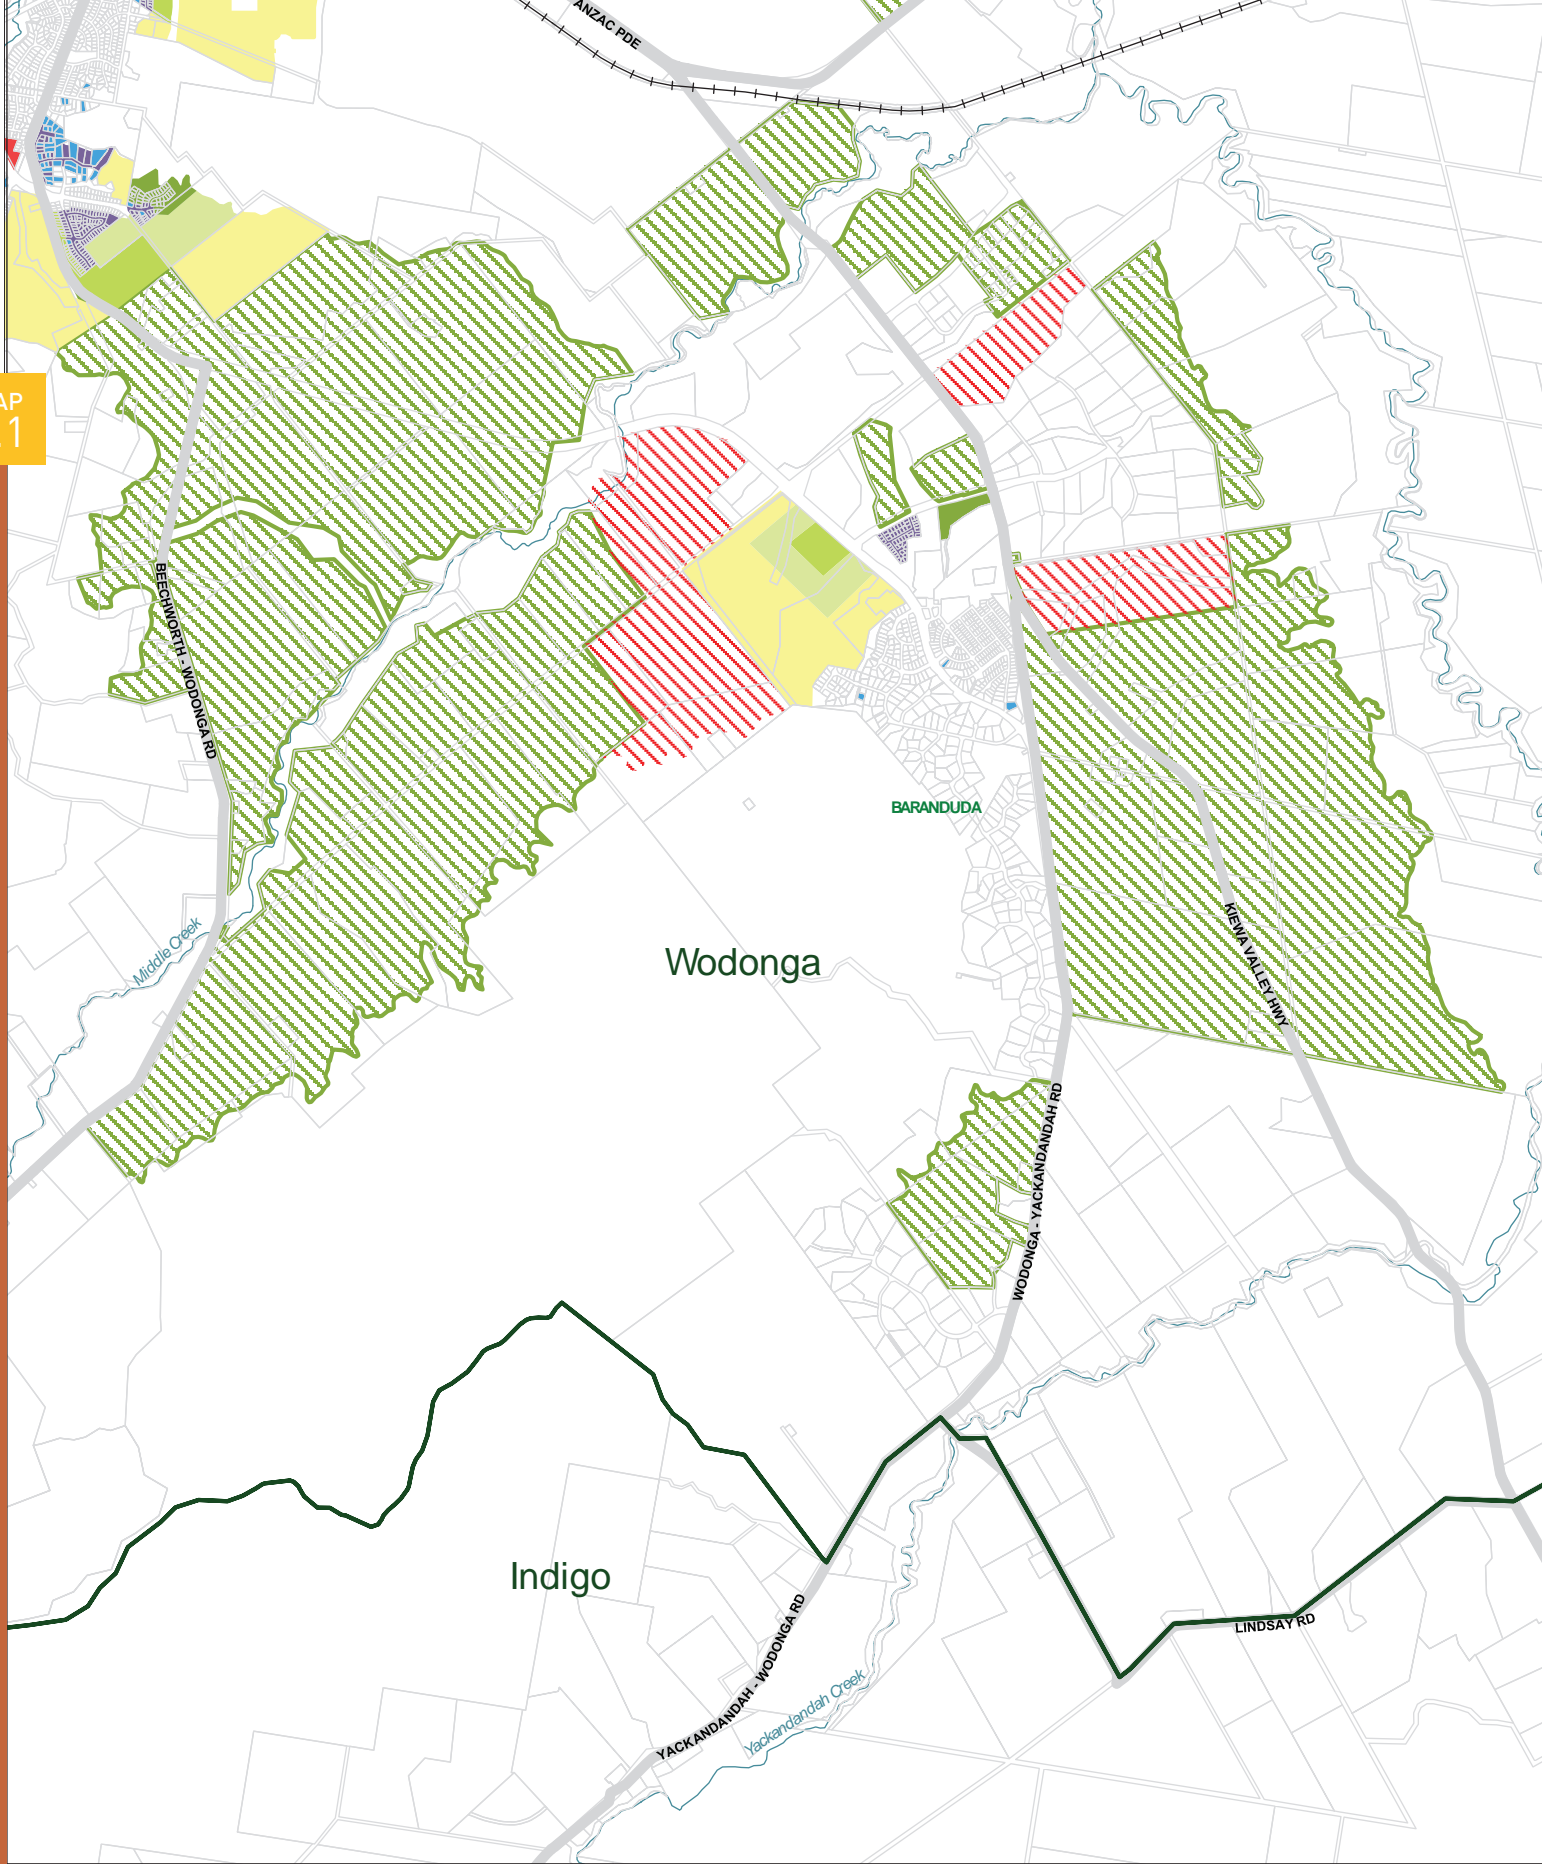 ANZAC PDE
AP
.1
BEECHWORTH - WODONGA RD
BARANDUDA
KIEWA VALLEY HWY
Middle Creek
Wodonga
WODONGA - YACKANDANDAH RD
Indigo
LINDSAY RD
YACKANDANDAH - WODONGA RD
Yackandandah Creek